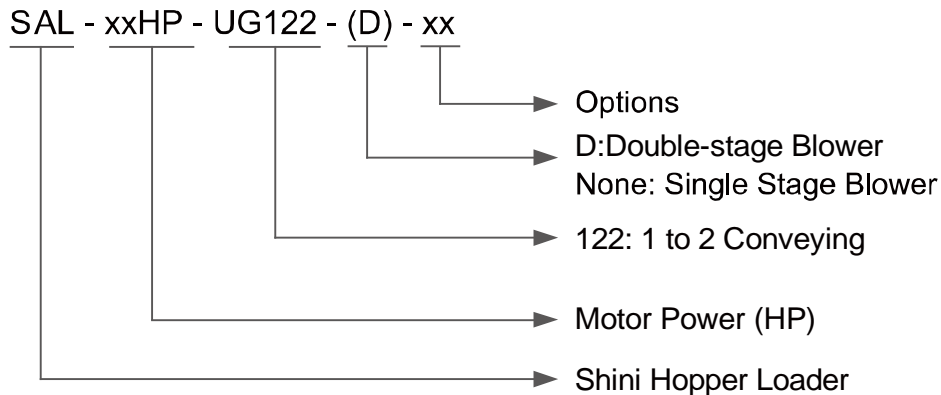 SAL - xxHP - UG122 - (D) - xx
Options
D:Double-stage Blower
None: Single Stage Blower
122: 1 to 2 Conveying
Motor Power (HP)
Shini Hopper Loader